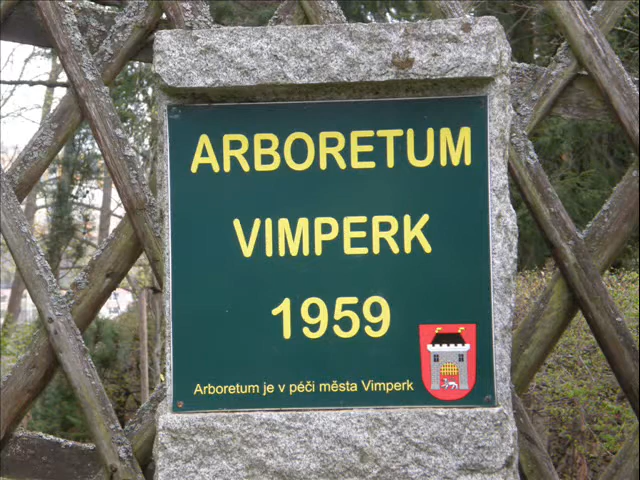 ARBORETUM
VIMPERK
1959
Arboretum je v péči města Vimperk